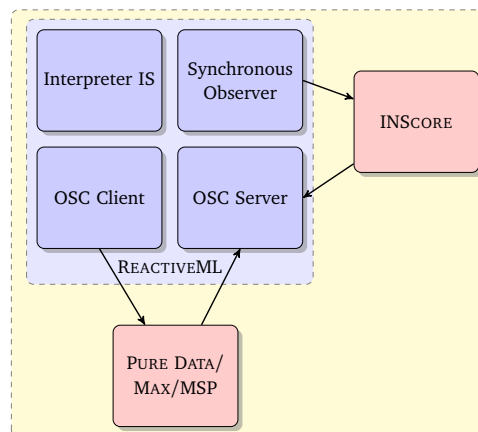 Interpreter IS
Synchronous
Observer
INSCORE
OSC Client
OSC Server
REACTIVEML
PURE DATA/
MAX/MSP